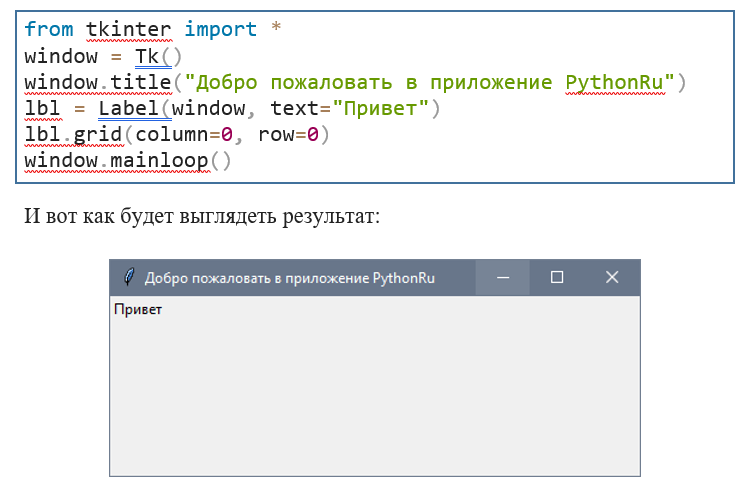 from tkinter import *
window = Tk()
window.title("Добро пожаловать в приложение PythonRu")
lbl = Label(window, text="Привет")
lbl.grid(column=0, row=0)
window.mainloop()
И вот как будет выглядеть результат:
Добро пожаловать в приложение PythonRu
Привет